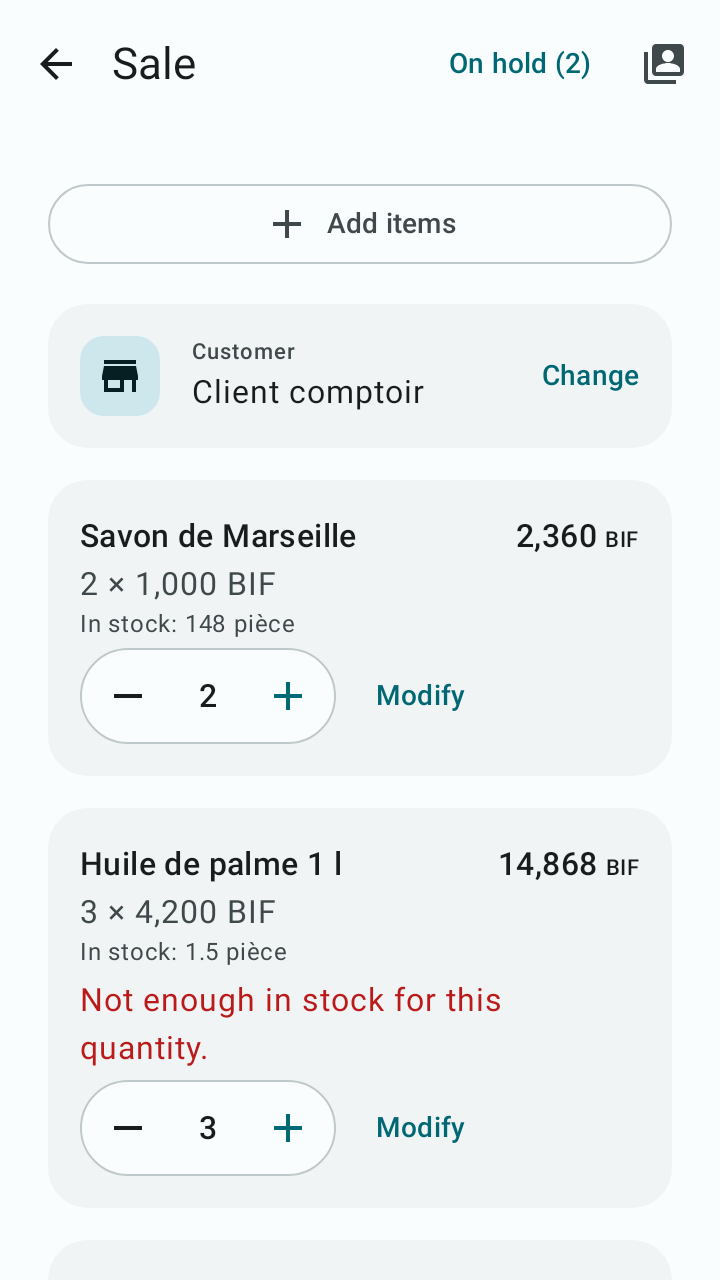 Sale
On hold (2)
Add items
Customer
Client comptoir
Change
Savon de Marseille
2,360 BIF
2 × 1,000 BIF
In stock: 148 pièce
2
Modify
Huile de palme 1 l
14,868 BIF
3 × 4,200 BIF
In stock: 1.5 pièce
Not enough in stock for this
quantity.
3
Modify